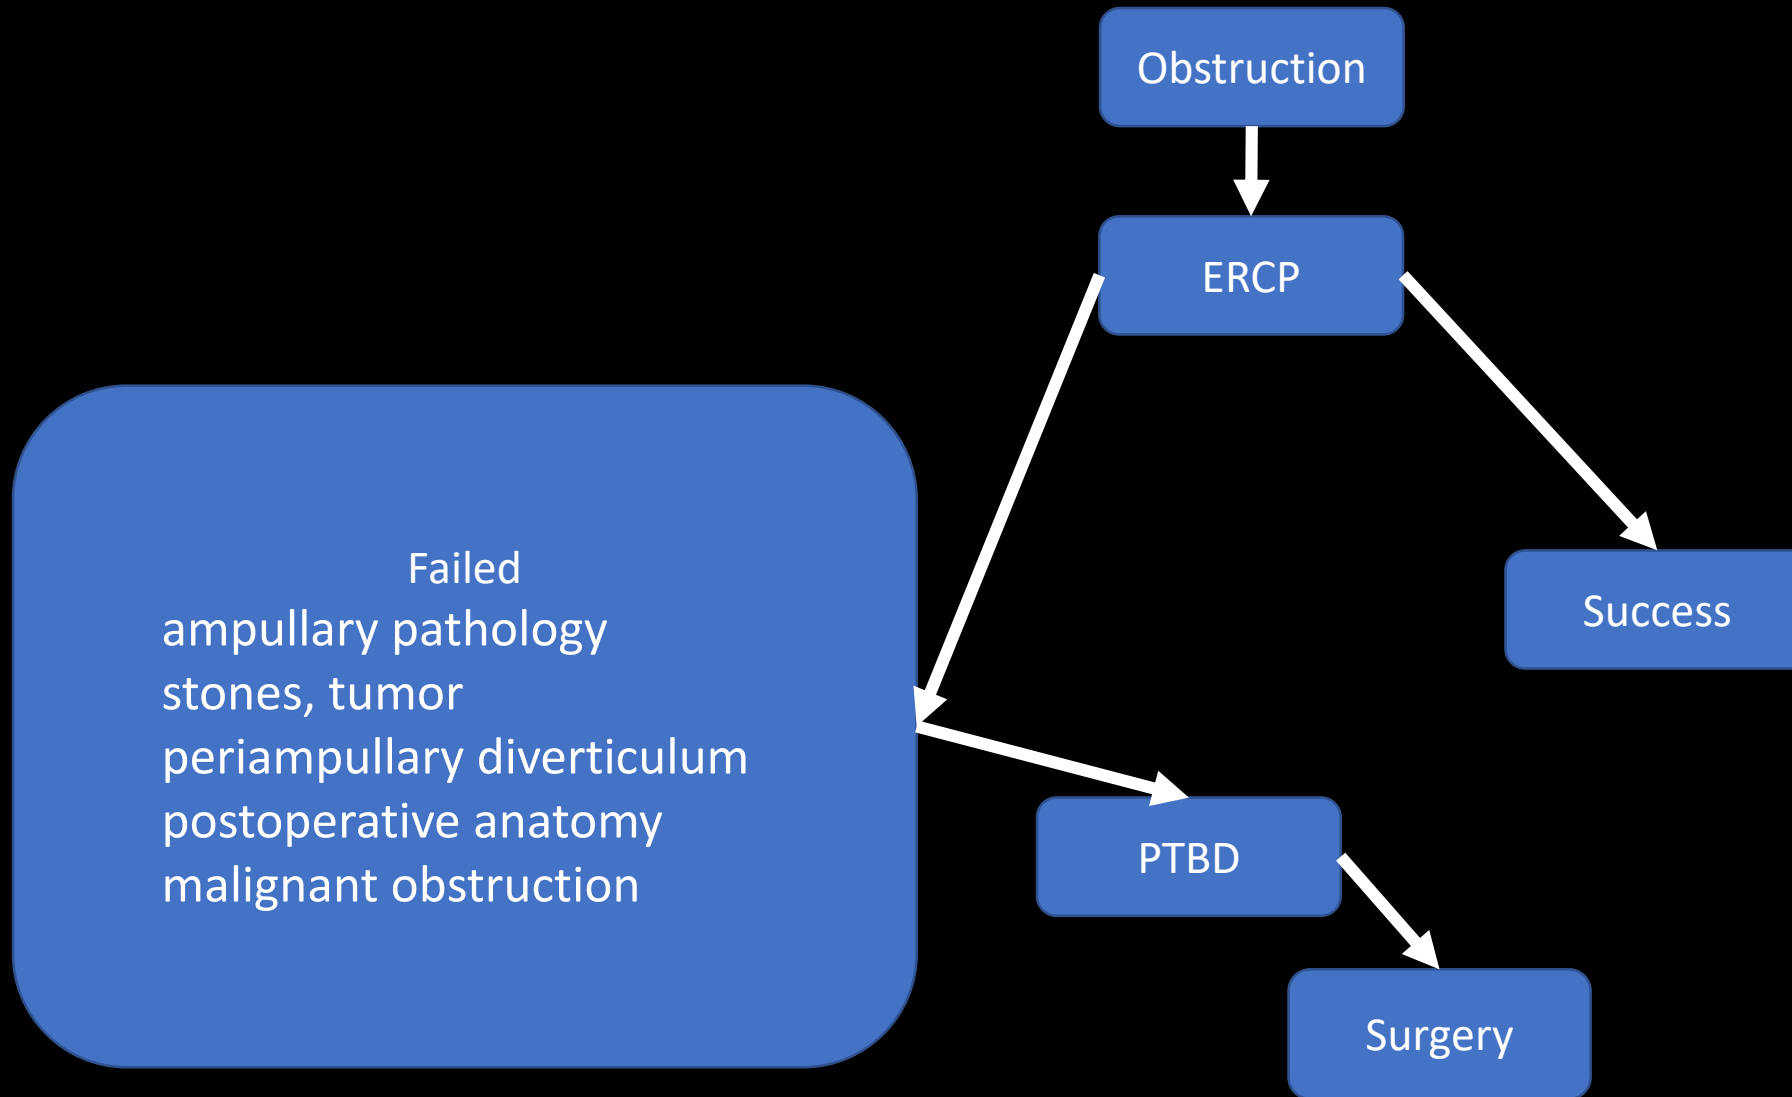 Obstruction
ERCP
Failed
ampullary pathology
stones, tumor
periampullary diverticulum
postoperative anatomy
malignant obstruction
Success
PTBD
Surgery